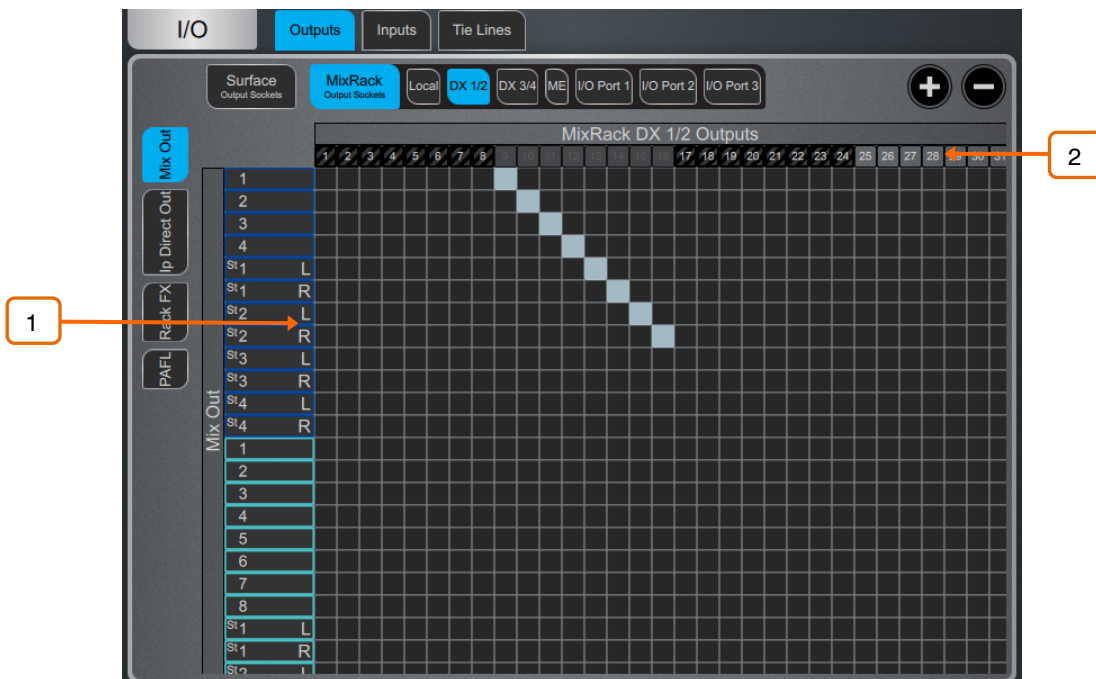 I/O
Outputs
Inputs
Tie Lines
Surface
Output Sockets
MixRack
Output Sockets
Local
DX 1/2
DX 3/4
ME
I/O Port 1
I/O Port 2
I/O Port 3
MixRack DX 1/2 Outputs
1 2 3 4 5 6 7 8 9 10 11 12 13 14 15 16 17 18 19 20 21 22 23 24 25 26 27 28 29 30 31
Mix Out
Ip Direct Out
Rack FX
PAFL
Mix Out
1
2
3
4
St1 L
St1 R
St2 L
St2 R
St3 L
St3 R
St4 L
St4 R
1
2
3
4
5
6
7
8
St1 L
St1 R
St2 L
1
2